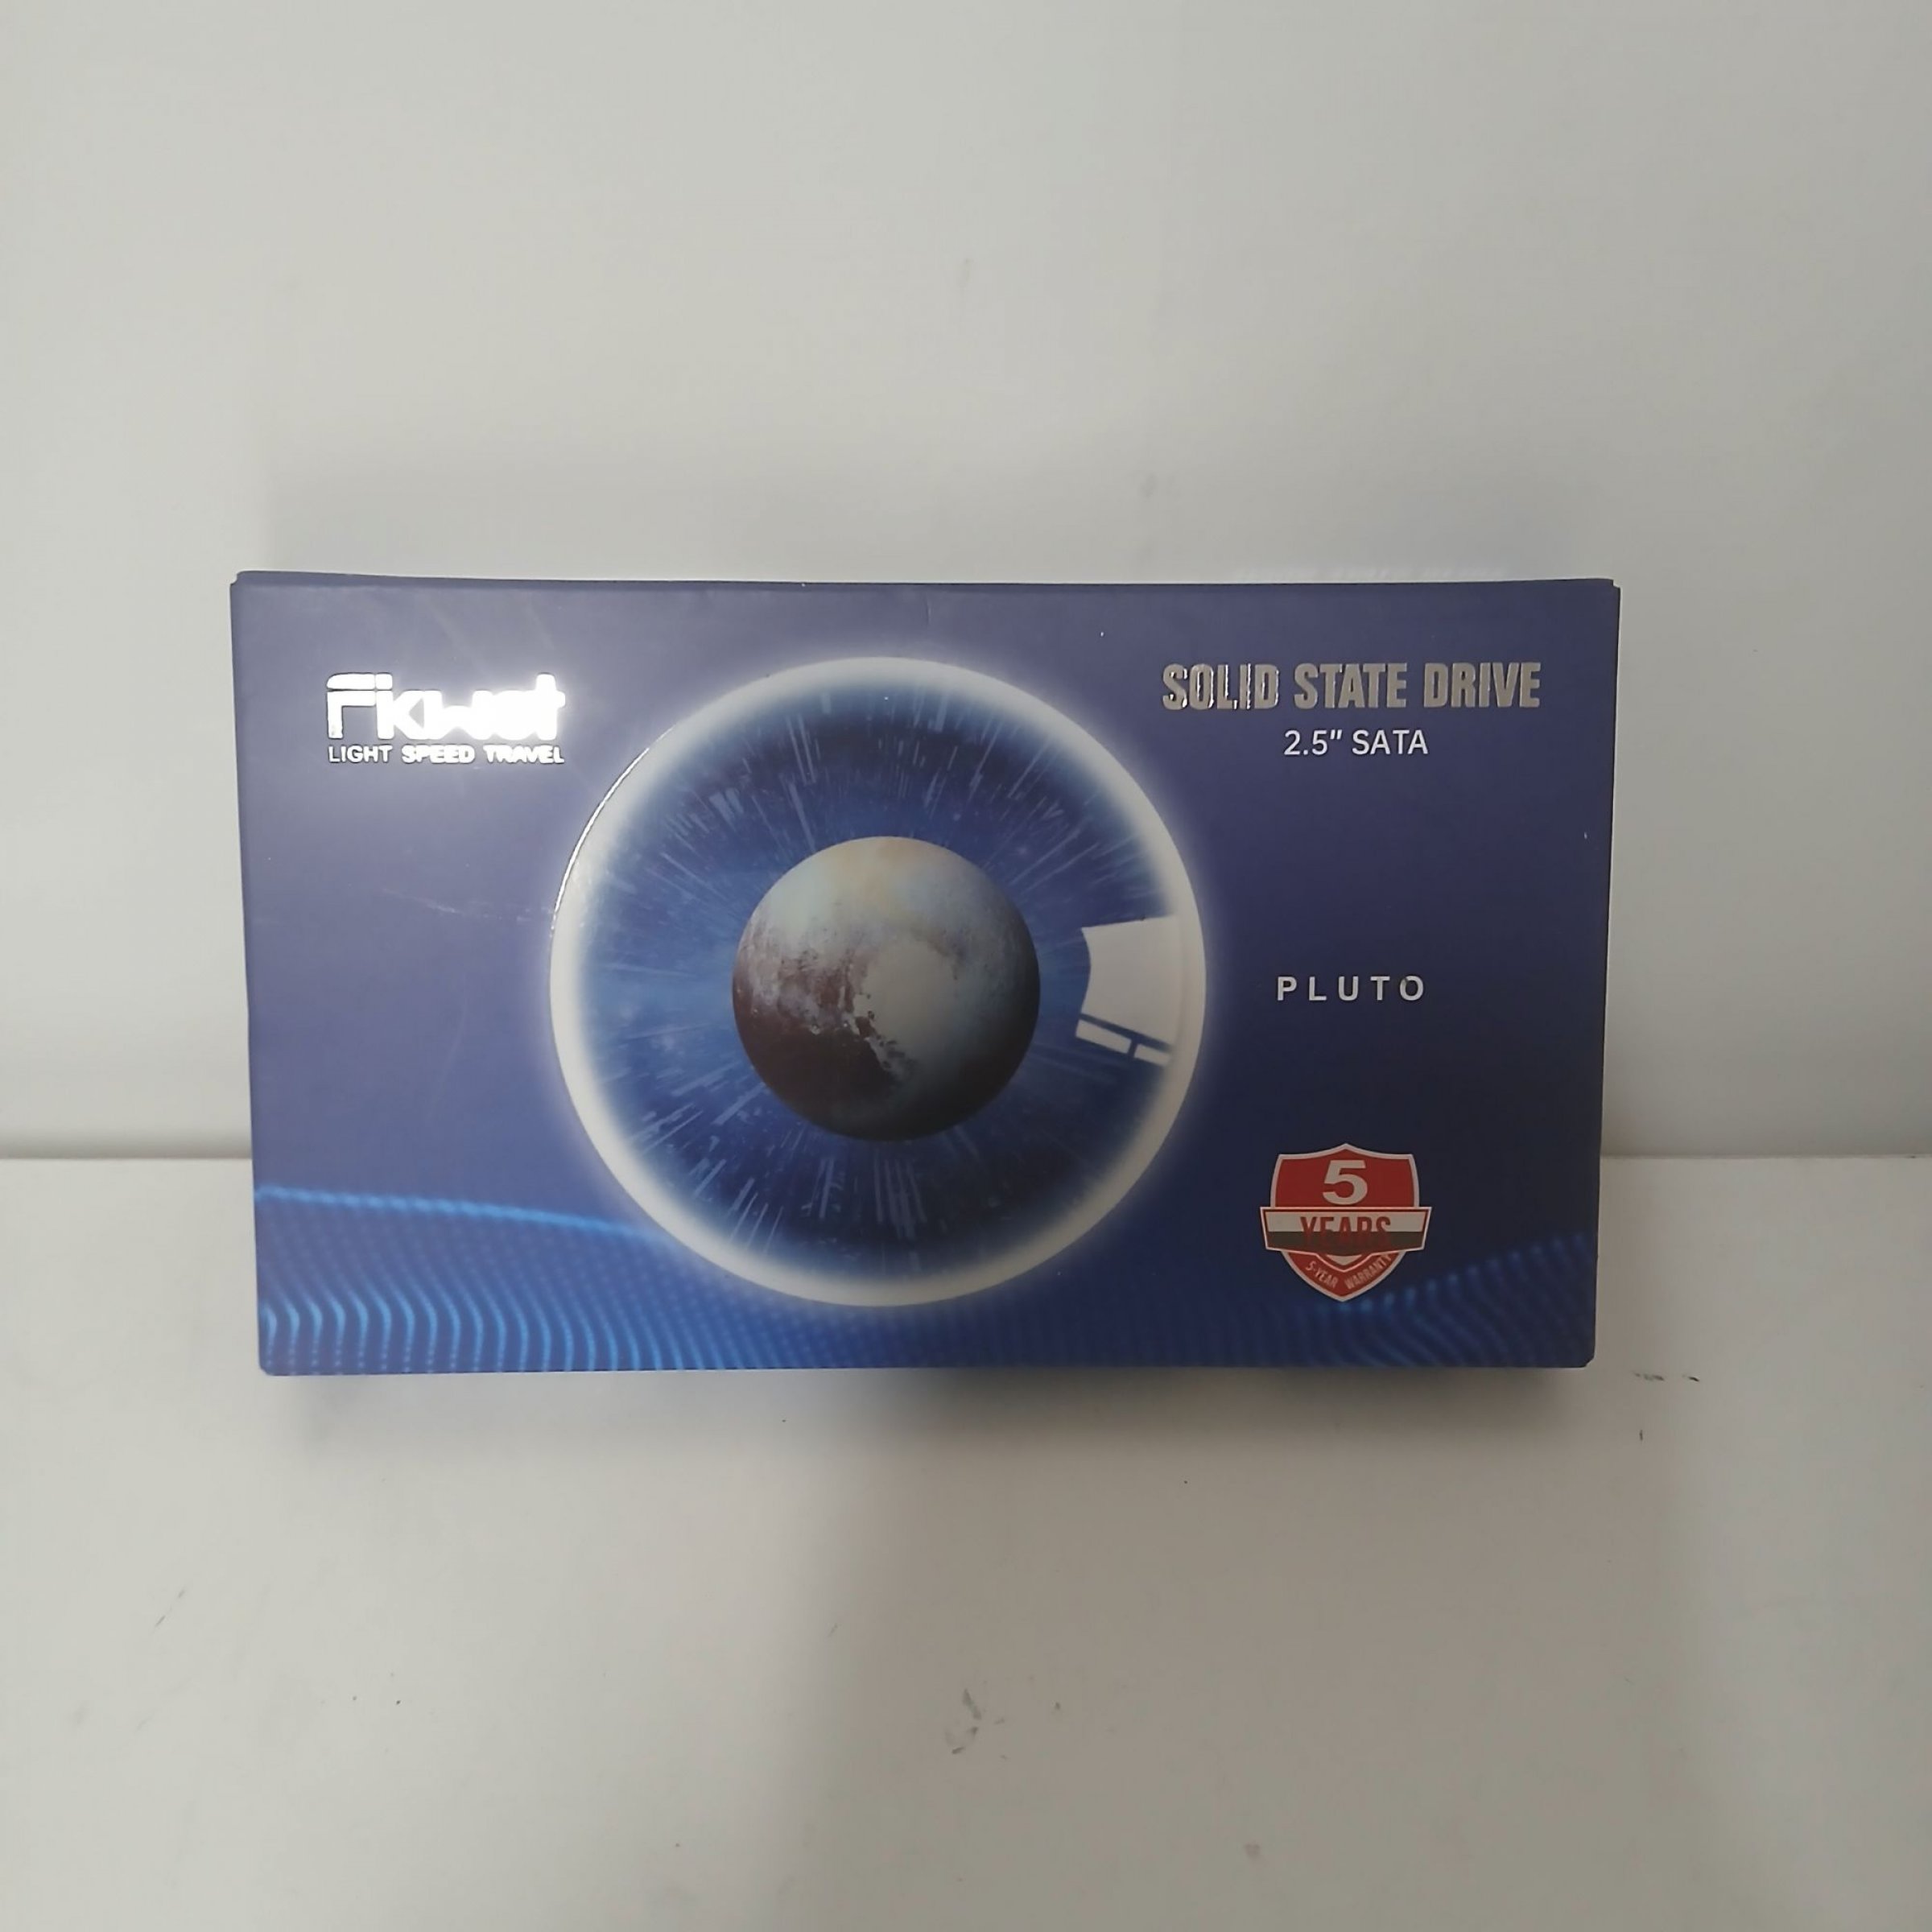 Fikwot
LIGHT SPEED TRAVEL
SOLID STATE DRIVE
2.5" SATA
PLUTO
5
YEARS
5-YEAR WARRANTY